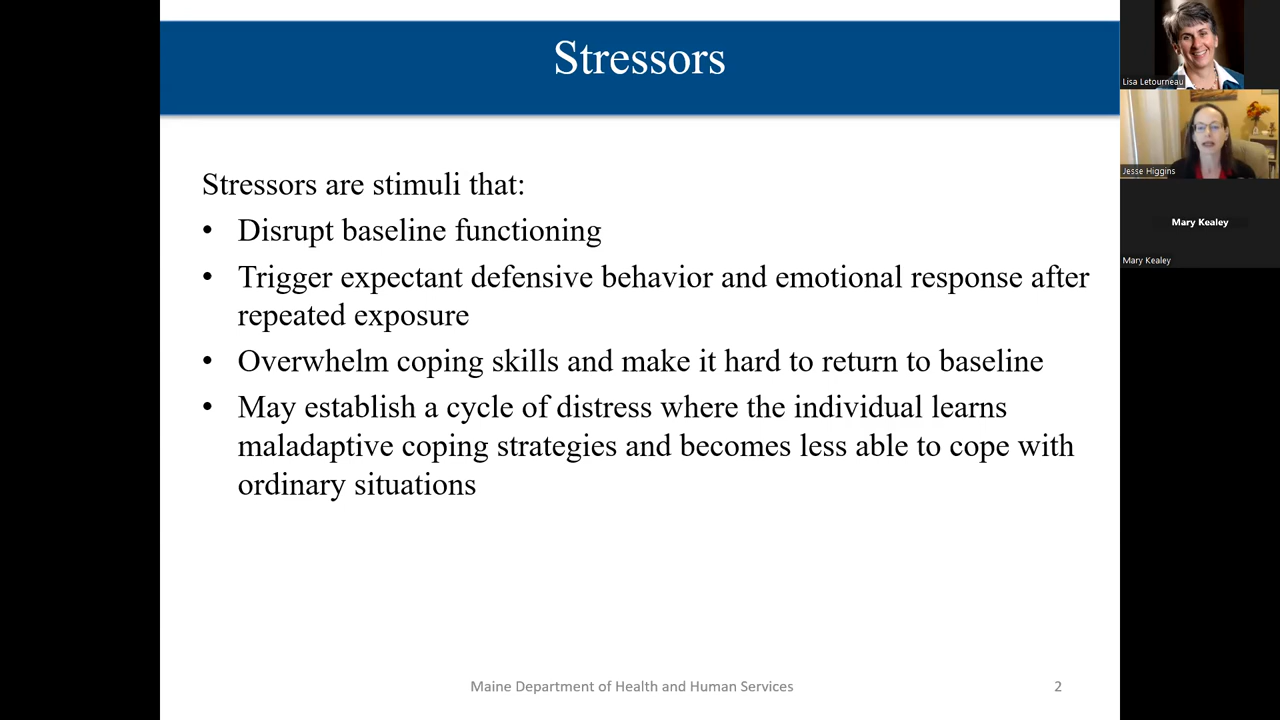 Stressors
Stressors are stimuli that:
• Disrupt baseline functioning
• Trigger expectant defensive behavior and emotional response after
repeated exposure
• Overwhelm coping skills and make it hard to return to baseline
• May establish a cycle of distress where the individual learns
maladaptive coping strategies and becomes less able to cope with
ordinary situations
Maine Department of Health and Human Services
2
Lisa Letourneau
Jesse Higgins
Mary Kealey
Mary Kealey